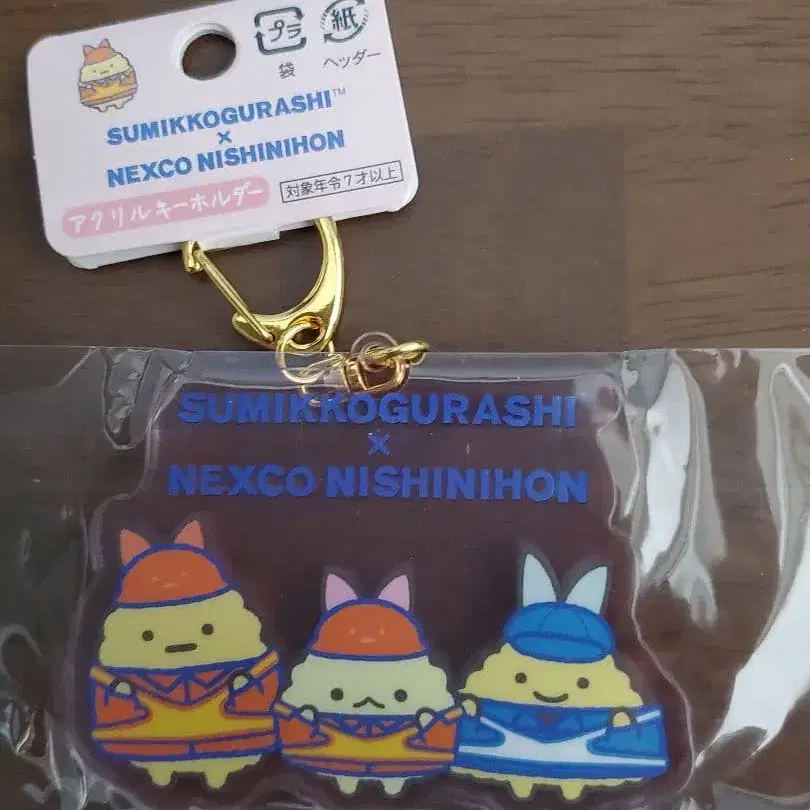 プラ
紙
袋
ヘッダー
SUMIKKOGURASHI™
×
NEXCO NISHINIHON
アクリルキーホルダー
対象年令7才以上
SUMIKKOGURASHI
×
NEXCO NISHINIHON